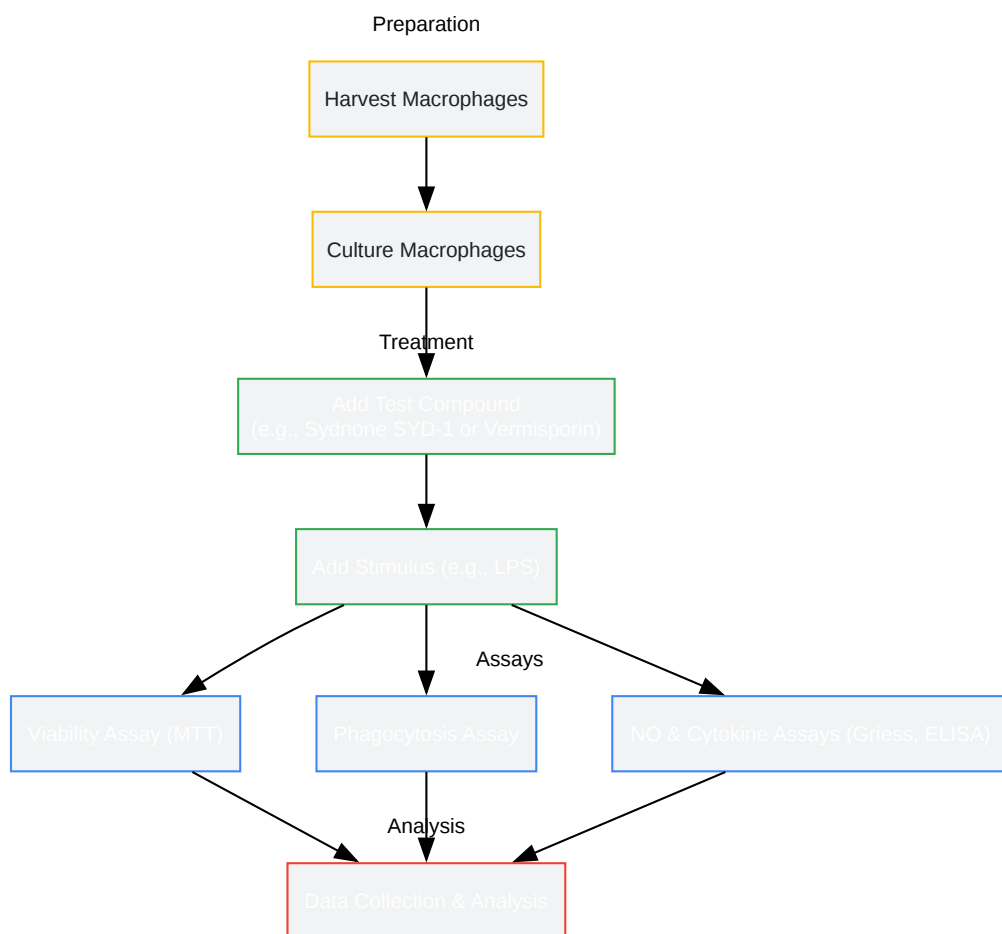 Preparation
Harvest Macrophages
Culture Macrophages
Treatment
Add Test Compound
(e.g., Sydnone SYD-1 or Vermisporin)
Add Stimulus (e.g., LPS)
Assays
Viability Assay (MTT)
Phagocytosis Assay
NO & Cytokine Assays (Griess, ELISA)
Analysis
Data Collection & Analysis